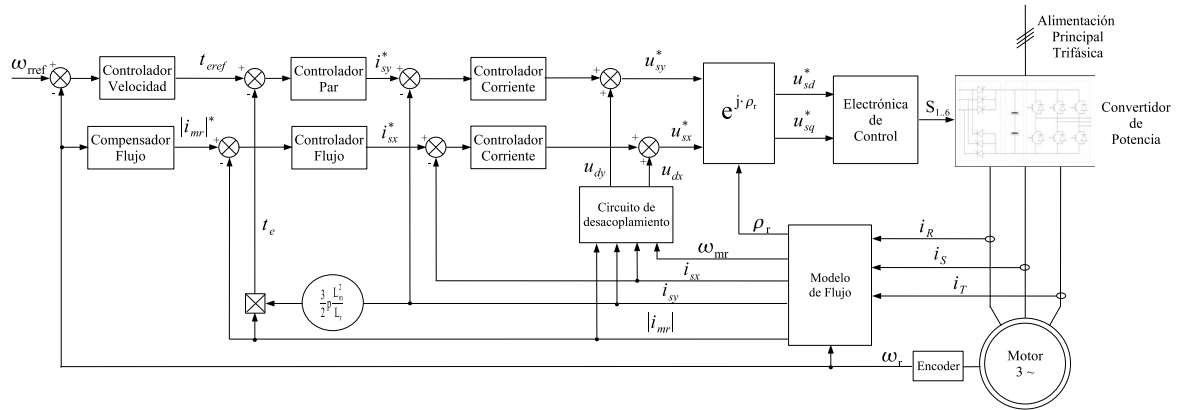 Alimentación
Principal
Trifásica
ω_rref
+
-
Controlador
Velocidad
t_eref
+
-
Controlador
Par
i*_sy
+
-
Controlador
Corriente
+
+
u*_sy
e^{j·ρ_r}
u*_sd
u*_sq
Electrónica
de
Control
S_1..6
Convertidor
de
Potencia
Compensador
Flujo
|i_mr|*
+
-
Controlador
Flujo
i*_sx
+
-
Controlador
Corriente
+
+
u*_sx
u_dy
u_dx
Circuito de
desacoplamiento
t_e
ρ_r
ω_mr
i_sx
i_sy
|i_mr|
3/2 p L²_m/L_r
Modelo
de Flujo
i_R
i_S
i_T
ω_r
Encoder
Motor
3 ~